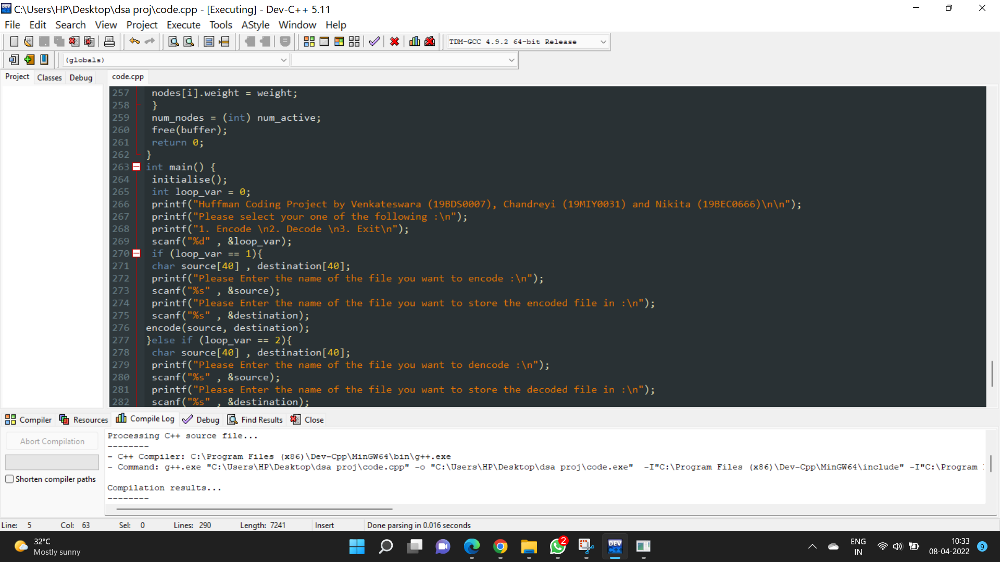 C:\Users\HP\Desktop\dsa proj\code.cpp - [Executing] - Dev-C++ 5.11
File Edit Search View Project Execute Tools AStyle Window Help
TDM-GCC 4.9.2 64-bit Release
(globals)
Project Classes Debug
code.cpp
257 nodes[i].weight = weight;
258 }
259 num_nodes = (int) num_active;
260 free(buffer);
261 return 0;
262 }
263 int main() {
264 initialise();
265 int loop_var = 0;
266 printf("Huffman Coding Project by Venkateswara (19BDS0007), Chandreyi (19MIY0031) and Nikita (19BEC0666)\n\n");
267 printf("Please select your one of the following :\n");
268 printf("1. Encode \n2. Decode \n3. Exit\n");
269 scanf("%d" , &loop_var);
270 if (loop_var == 1){
271 char source[40] , destination[40];
272 printf("Please Enter the name of the file you want to encode :\n");
273 scanf("%s" , &source);
274 printf("Please Enter the name of the file you want to store the encoded file in :\n");
275 scanf("%s" , &destination);
276 encode(source, destination);
277 }else if (loop_var == 2){
278 char source[40] , destination[40];
279 printf("Please Enter the name of the file you want to dencode :\n");
280 scanf("%s" , &source);
281 printf("Please Enter the name of the file you want to store the decoded file in :\n");
282 scanf("%s" , &destination);
Compiler Resources Compile Log Debug Find Results Close
Abort Compilation
Shorten compiler paths
Processing C++ source file...
--------
- C++ Compiler: C:\Program Files (x86)\Dev-Cpp\MinGW64\bin\g++.exe
- Command: g++.exe "C:\Users\HP\Desktop\dsa proj\code.cpp" -o "C:\Users\HP\Desktop\dsa proj\code.exe" -I"C:\Program Files (x86)\Dev-Cpp\MinGW64\include" -I"C:\Program
Compilation results...
--------
Line: 5 Col: 63 Sel: 0 Lines: 290 Length: 7241 Insert Done parsing in 0.016 seconds
32°C
Mostly sunny
2
DEV
C++
ENG
IN
10:33
08-04-2022
9